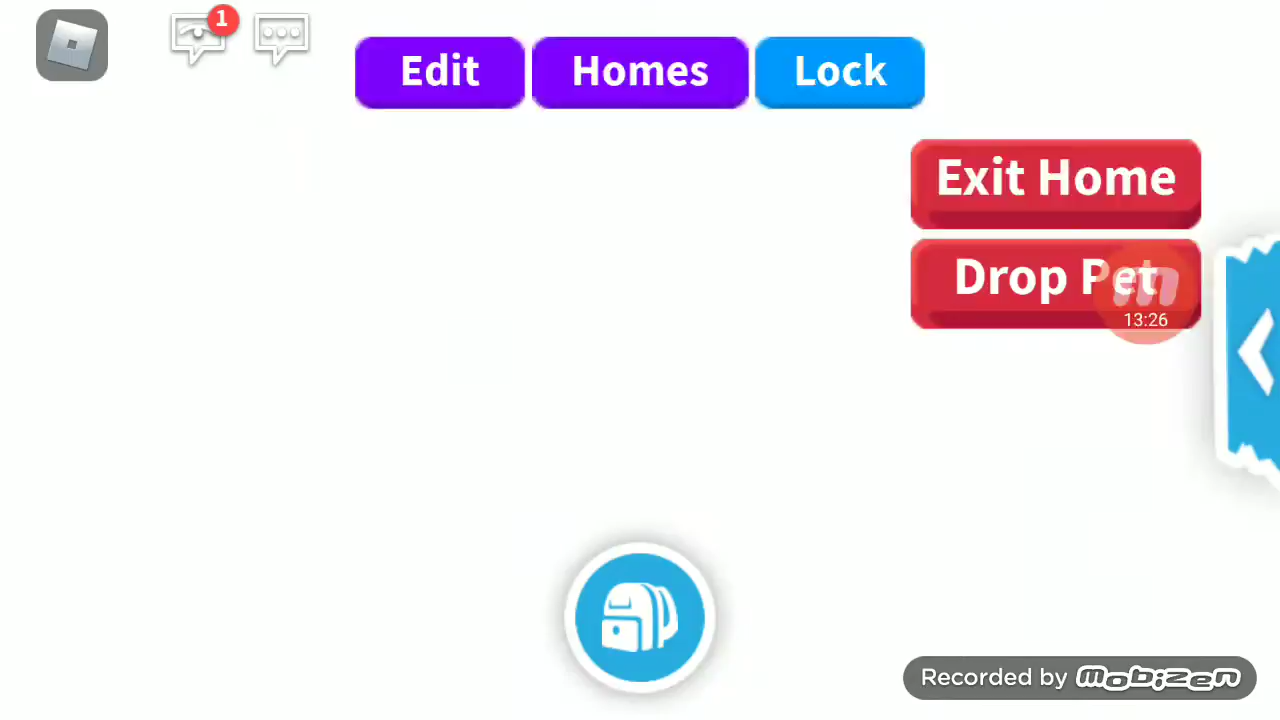 1
Edit
Homes
Lock
Exit Home
Drop Pet
13:26
Recorded by mobizen